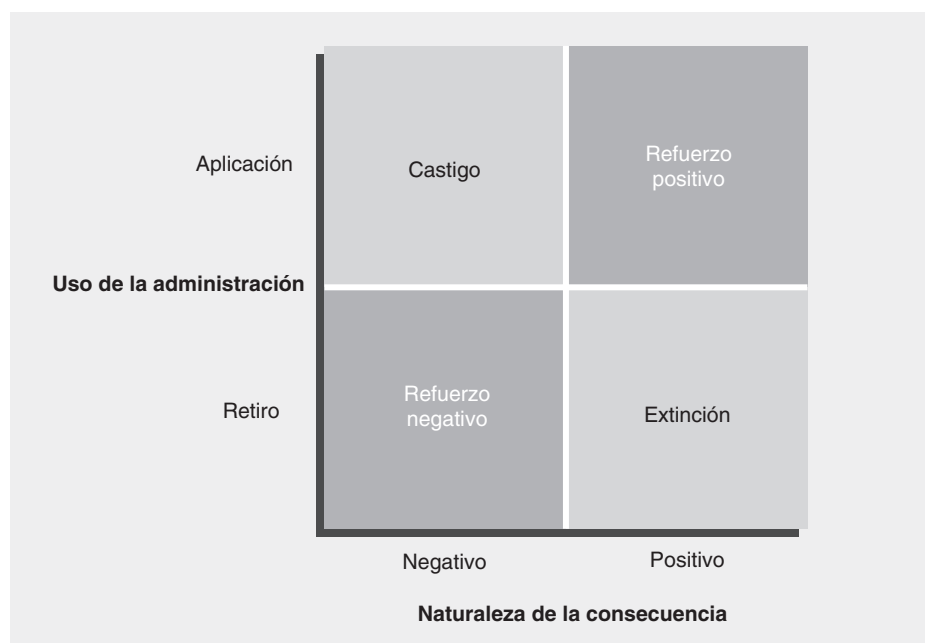 Aplicación
Castigo
Refuerzo
positivo
Uso de la administración
Retiro
Refuerzo
negativo
Extinción
Negativo
Positivo
Naturaleza de la consecuencia